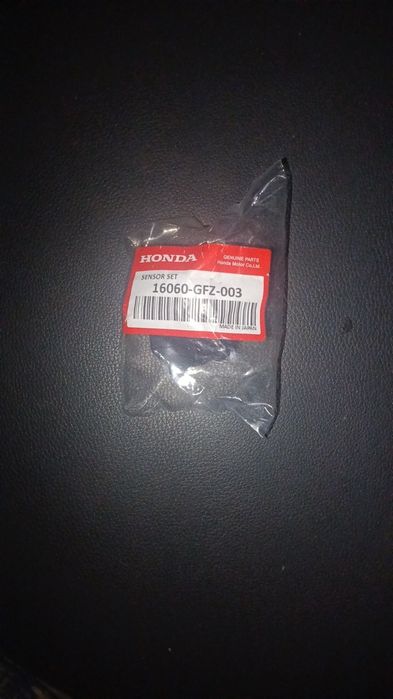 HONDA
GENUINE PARTS
Honda Motor Co.,Ltd.
SENSOR SET
16060-GFZ-003
MADE IN JAPAN